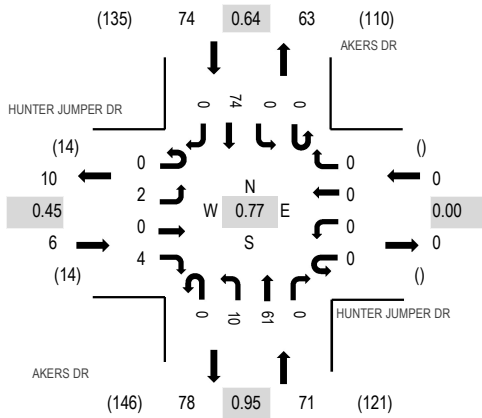 (135) 74 0.64 63 (110)
AKERS DR
0 74 0 0
HUNTER JUMPER DR
(14) 0 0 ()
10 2 N 0 0
0.45 0 W 0.77 E 0 0.00
6 4 S 0 0
(14) ()
0 10 61 0
HUNTER JUMPER DR
AKERS DR
(146) 78 0.95 71 (121)